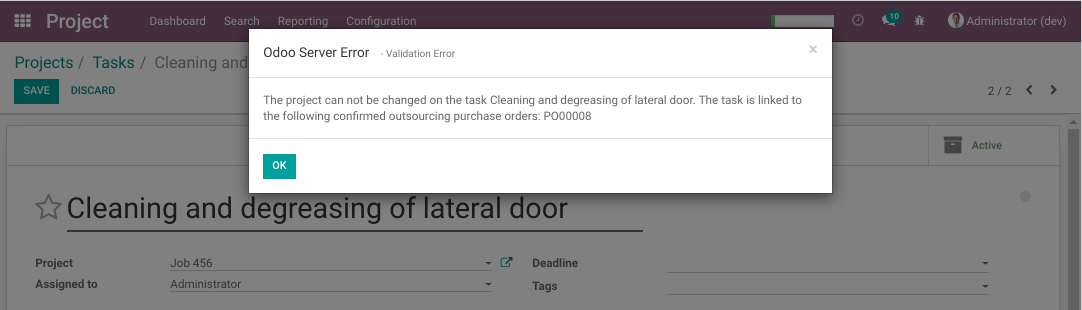 Project Dashboard Search Reporting Configuration 10 Administrator (dev)
Odoo Server Error - Validation Error ×
Projects / Tasks / Cleaning and
SAVE DISCARD 2 / 2
The project can not be changed on the task Cleaning and degreasing of lateral door. The task is linked to
the following confirmed outsourcing purchase orders: PO00008
Active
OK
Cleaning and degreasing of lateral door
Project Job 456 Deadline
Assigned to Administrator Tags